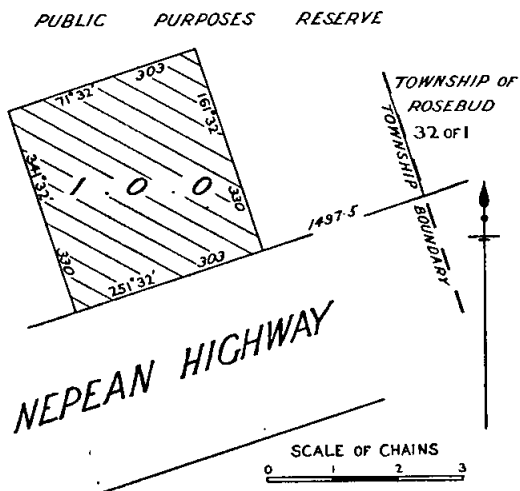 PUBLIC PURPOSES RESERVE
303
71°32'
161°32'
341°32'
1 . 0 . 0
330
330
303
251°32'
1497·5
TOWNSHIP OF
ROSEBUD
32 OF 1
TOWNSHIP BOUNDARY
NEPEAN HIGHWAY
SCALE OF CHAINS
0 1 2 3